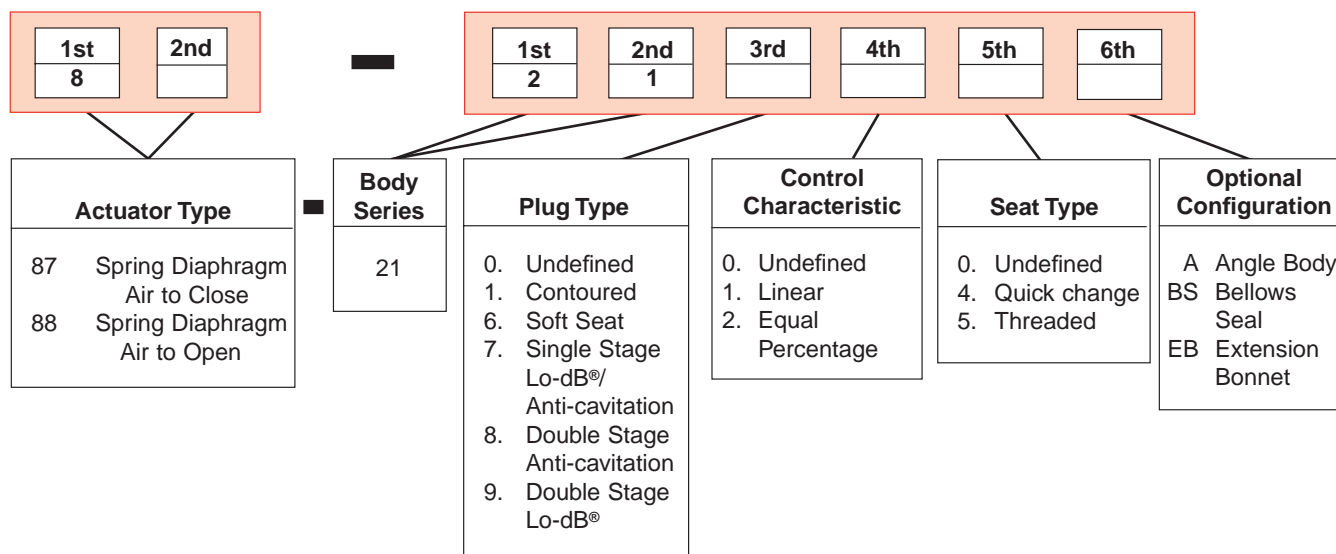 1st 2nd 1st 2nd 3rd 4th 5th 6th
8 2 1
Actuator Type
87 Spring Diaphragm
Air to Close
88 Spring Diaphragm
Air to Open
Body
Series
21
Plug Type
0. Undefined
1. Contoured
6. Soft Seat
7. Single Stage
Lo-dB®/
Anti-cavitation
8. Double Stage
Anti-cavitation
9. Double Stage
Lo-dB®
Control
Characteristic
0. Undefined
1. Linear
2. Equal
Percentage
Seat Type
0. Undefined
4. Quick change
5. Threaded
Optional
Configuration
A Angle Body
BS Bellows
Seal
EB Extension
Bonnet